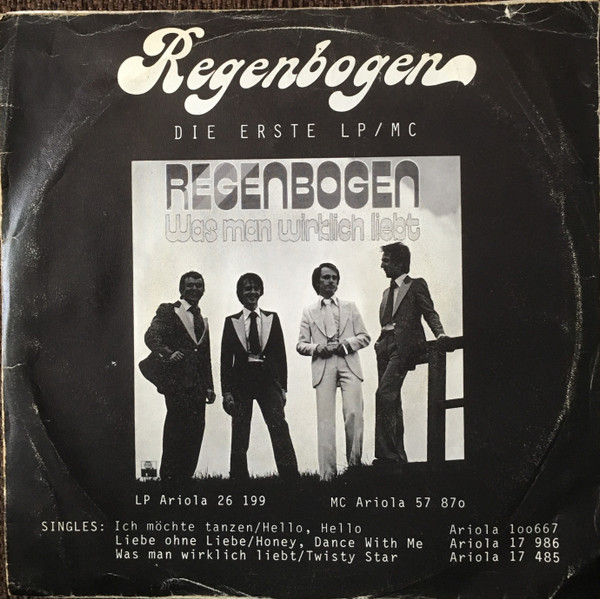 Regenbogen
DIE ERSTE LP/MC
REGENBOGEN
Was man wirklich liebt
LP Ariola 26 199 MC Ariola 57 87o
SINGLES: Ich möchte tanzen/Hello, Hello Ariola 1oo667
Liebe ohne Liebe/Honey, Dance With Me Ariola 17 986
Was man wirklich liebt/Twisty Star Ariola 17 485